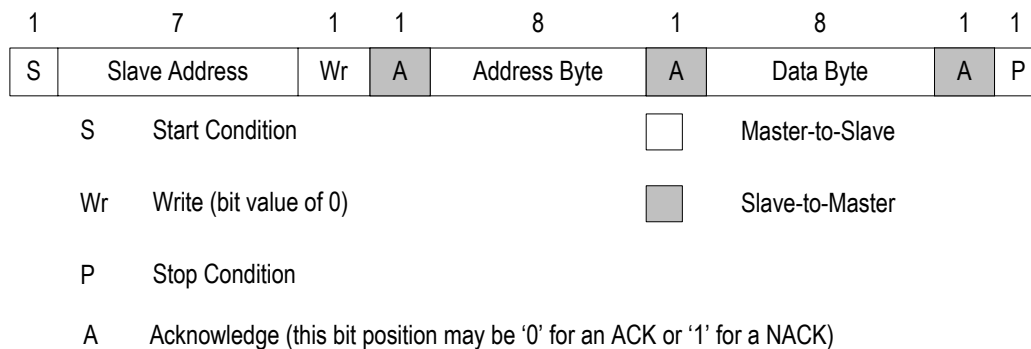 1 7 1 1 8 1 8 1 1
S Slave Address Wr A Address Byte A Data Byte A P
S Start Condition Master-to-Slave
Wr Write (bit value of 0) Slave-to-Master
P Stop Condition
A Acknowledge (this bit position may be ‘0’ for an ACK or ‘1’ for a NACK)